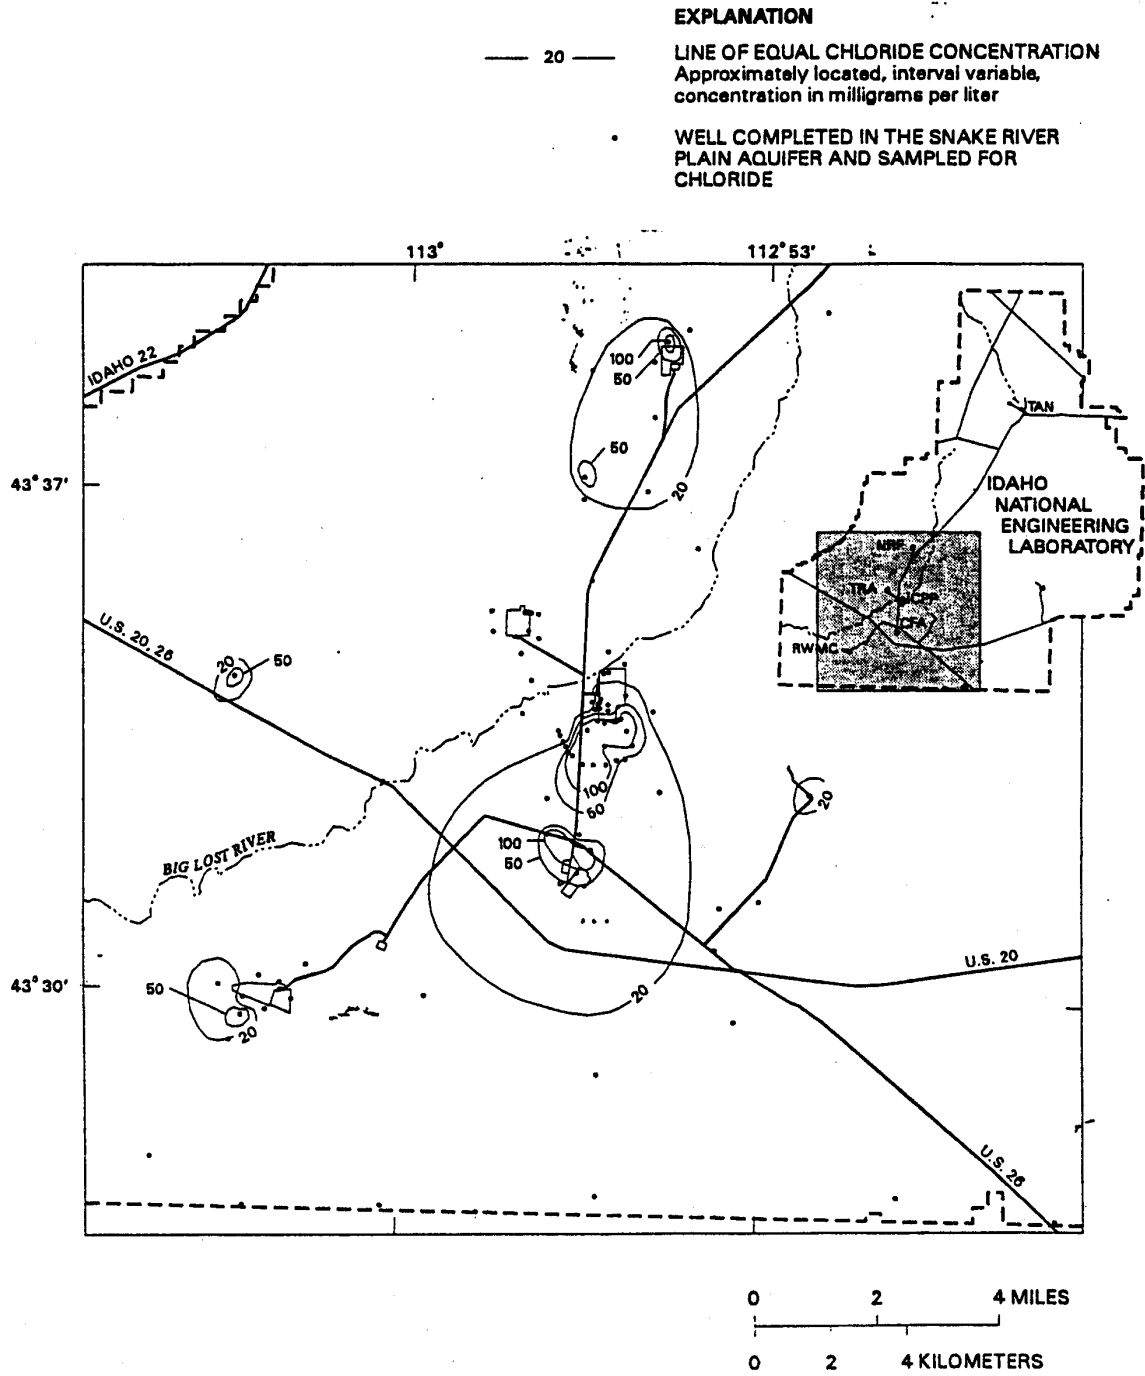 EXPLANATION
20
LINE OF EQUAL CHLORIDE CONCENTRATION
Approximately located, interval variable,
concentration in milligrams per liter
WELL COMPLETED IN THE SNAKE RIVER
PLAIN AQUIFER AND SAMPLED FOR
CHLORIDE
113°
112°53'
IDAHO 22
100
50
TAN
50
20
43°37'
IDAHO
NATIONAL
ENGINEERING
LABORATORY
NRF
TRA
ICPP
CFA
RWMC
U.S. 20, 26
20
50
100
50
20
BIG LOST RIVER
100
50
U.S. 20
43°30'
50
20
20
U.S. 26
0 2 4 MILES
0 2 4 KILOMETERS